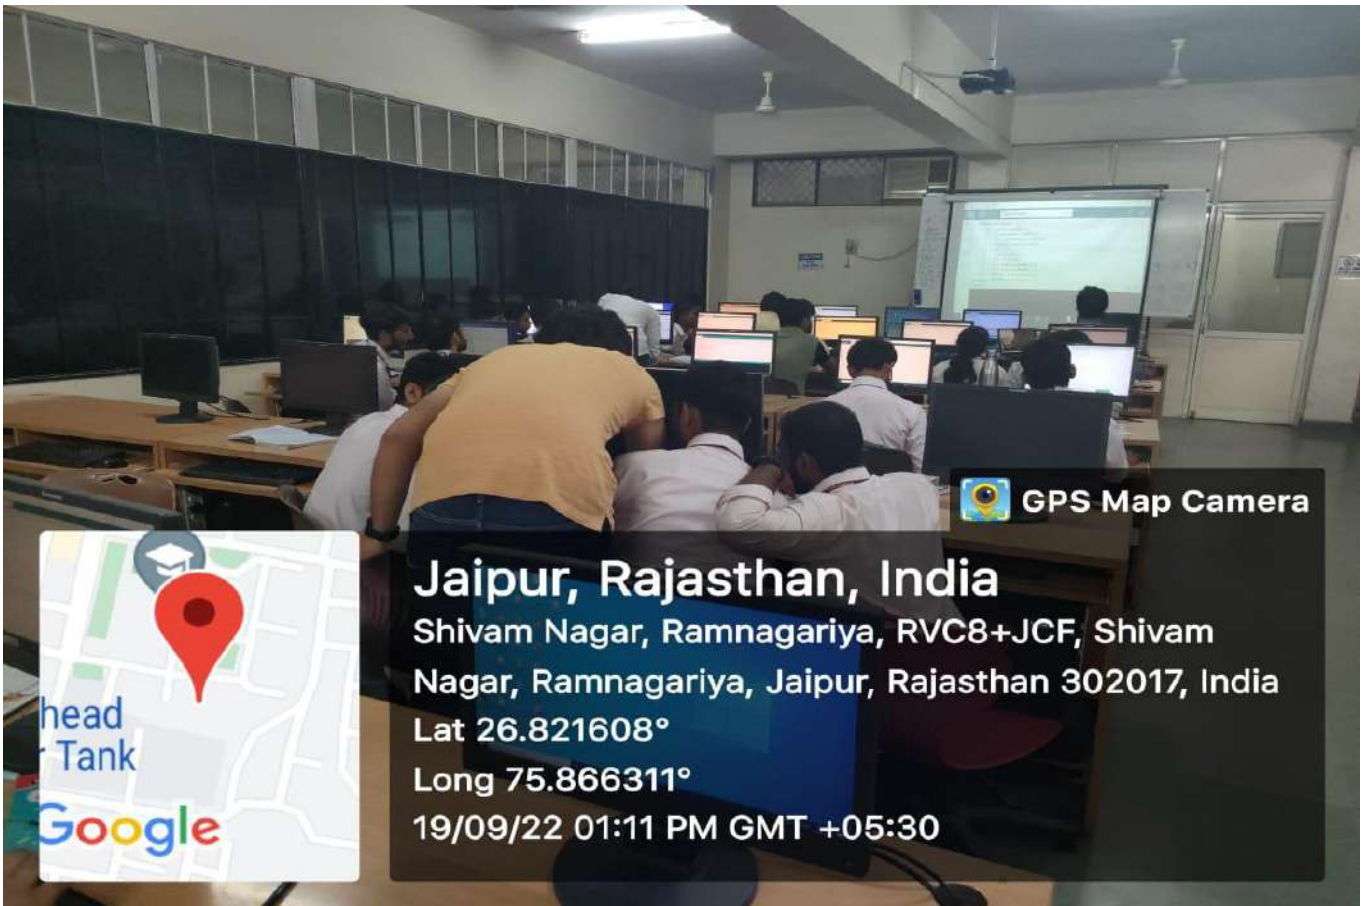 GPS Map Camera
Jaipur, Rajasthan, India
Shivam Nagar, Ramnagariya, RVC8+JCF, Shivam
Nagar, Ramnagariya, Jaipur, Rajasthan 302017, India
Lat 26.821608°
Long 75.866311°
19/09/22 01:11 PM GMT +05:30
head
Tank
Google